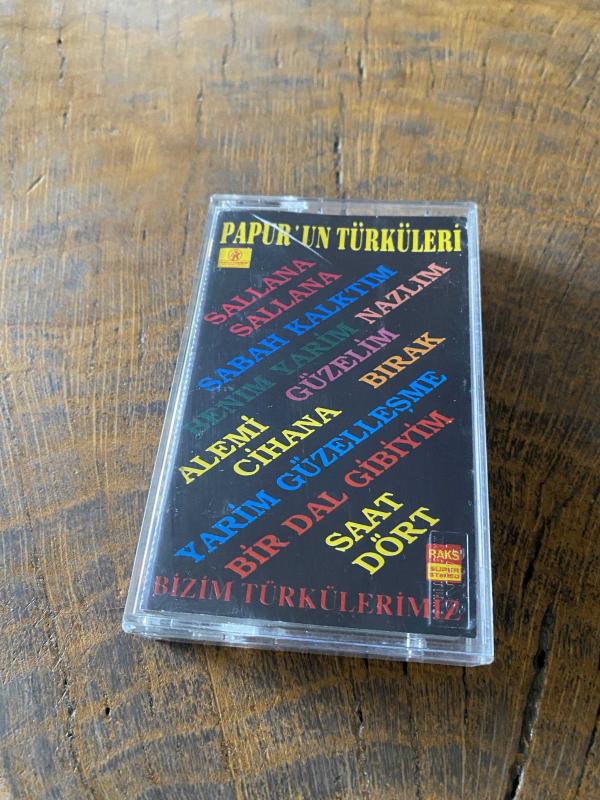 PAPUR'UN TÜRKÜLERİ
SALLANA
SALLANA
SABAH KALKTIM
NAZLIM
BENİM YARİM
GÜZELİM
BIRAK
ALEMİ
CİHANA
YARİM GÜZELLEŞME
BİR DAL GİBİYİM
SAAT
DÖRT
RAKS
SUPER
STEREO
BİZİM TÜRKÜLERİMİZ